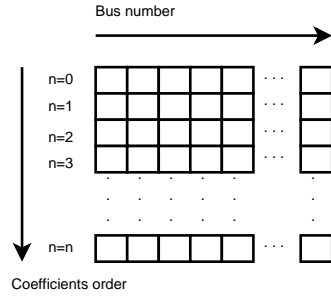 Bus number
n=0
n=1
n=2
n=3
n=n
Coefficients order